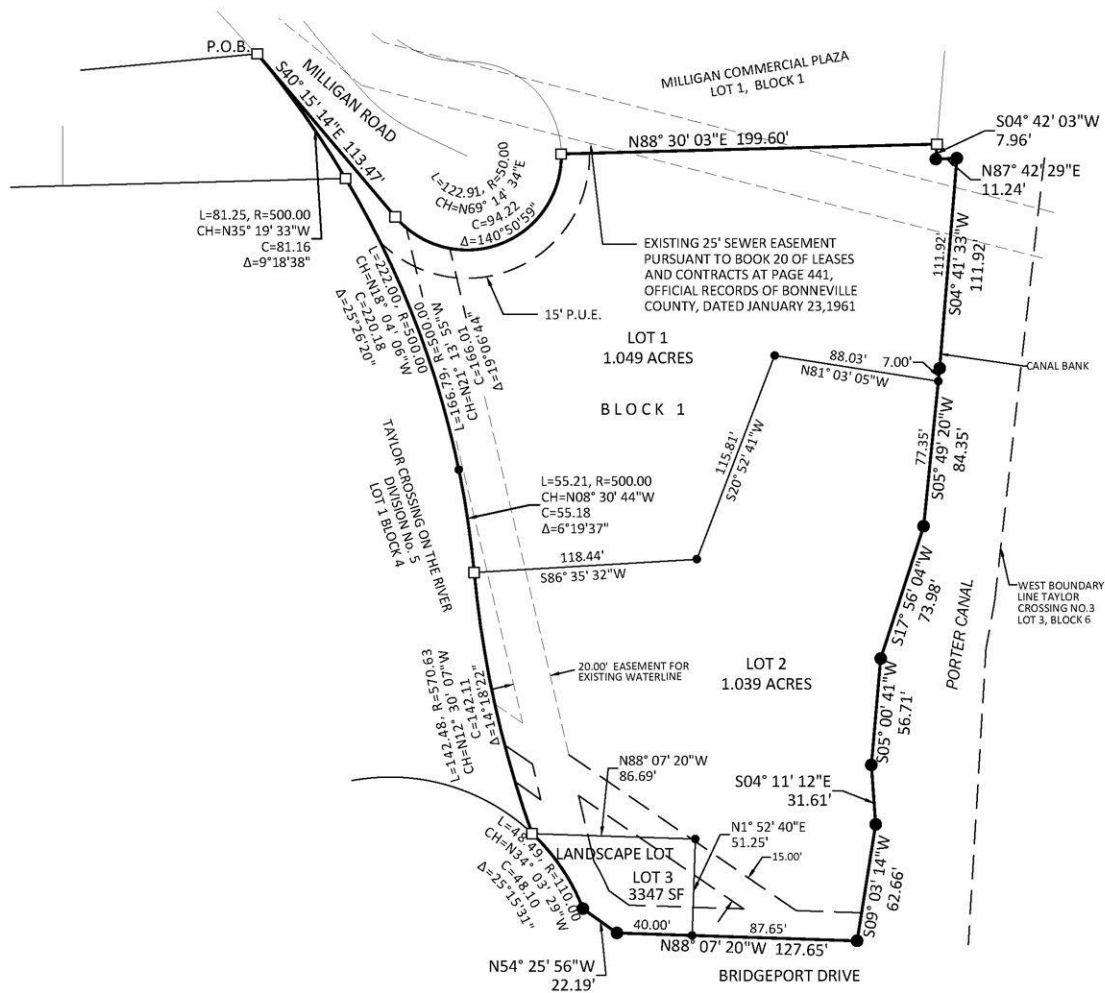 P.O.B.
MILLIGAN ROAD
S40° 15' 14"E  113.47'
MILLIGAN COMMERCIAL PLAZA
LOT 1,  BLOCK 1
N88° 30' 03"E  199.60'
S04° 42' 03"W
7.96'
N87° 42' 29"E
11.24'
L=122.91, R=50.00
CH=N69° 14' 34"E
C=94.22
Δ=140°50'59"
L=81.25, R=500.00
CH=N35° 19' 33"W
C=81.16
Δ=9°18'38"
EXISTING 25' SEWER EASEMENT
PURSUANT TO BOOK 20 OF LEASES
AND CONTRACTS AT PAGE 441,
OFFICIAL RECORDS OF BONNEVILLE
COUNTY, DATED JANUARY 23,1961
111.92'
S04° 41' 33"W
111.92'
L=222.00, R=500.00
CH=N18° 04' 06"W
C=220.18
Δ=25°26'20"
15' P.U.E.
LOT 1
1.049 ACRES
L=166.79, R=500.00
CH=N21° 13' 55"W
C=166.01
Δ=19°06'44"
88.03'
N81° 03' 05"W
7.00'
CANAL BANK
BLOCK 1
115.81'
S20° 52' 41"W
77.35'
S05° 49' 20"W
84.35'
TAYLOR CROSSING ON THE RIVER
DIVISION No. 5
LOT 1 BLOCK 4
L=55.21, R=500.00
CH=N08° 30' 44"W
C=55.18
Δ=6°19'37"
118.44'
S86° 35' 32"W
S17° 56' 04"W
73.98'
WEST BOUNDARY
LINE TAYLOR
CROSSING NO.3
LOT 3, BLOCK 6
PORTER CANAL
L=142.48, R=570.63
CH=N12° 30' 07"W
C=142.11
Δ=14°18'22"
20.00'  EASEMENT FOR
EXISTING WATERLINE
LOT 2
1.039 ACRES
S05° 00' 41"W
56.71'
N88° 07' 20"W
86.69'
S04° 11' 12"E
31.61'
L=48.49, R=110.00
CH=N34° 03' 29"W
C=48.10
Δ=25°15'31"
LANDSCAPE LOT
LOT 3
3347 SF
N1° 52' 40"E
51.25'
15.00'
S09° 03' 14"W
62.66'
40.00'
87.65'
N88° 07' 20"W  127.65'
N54° 25' 56"W
22.19'
BRIDGEPORT DRIVE